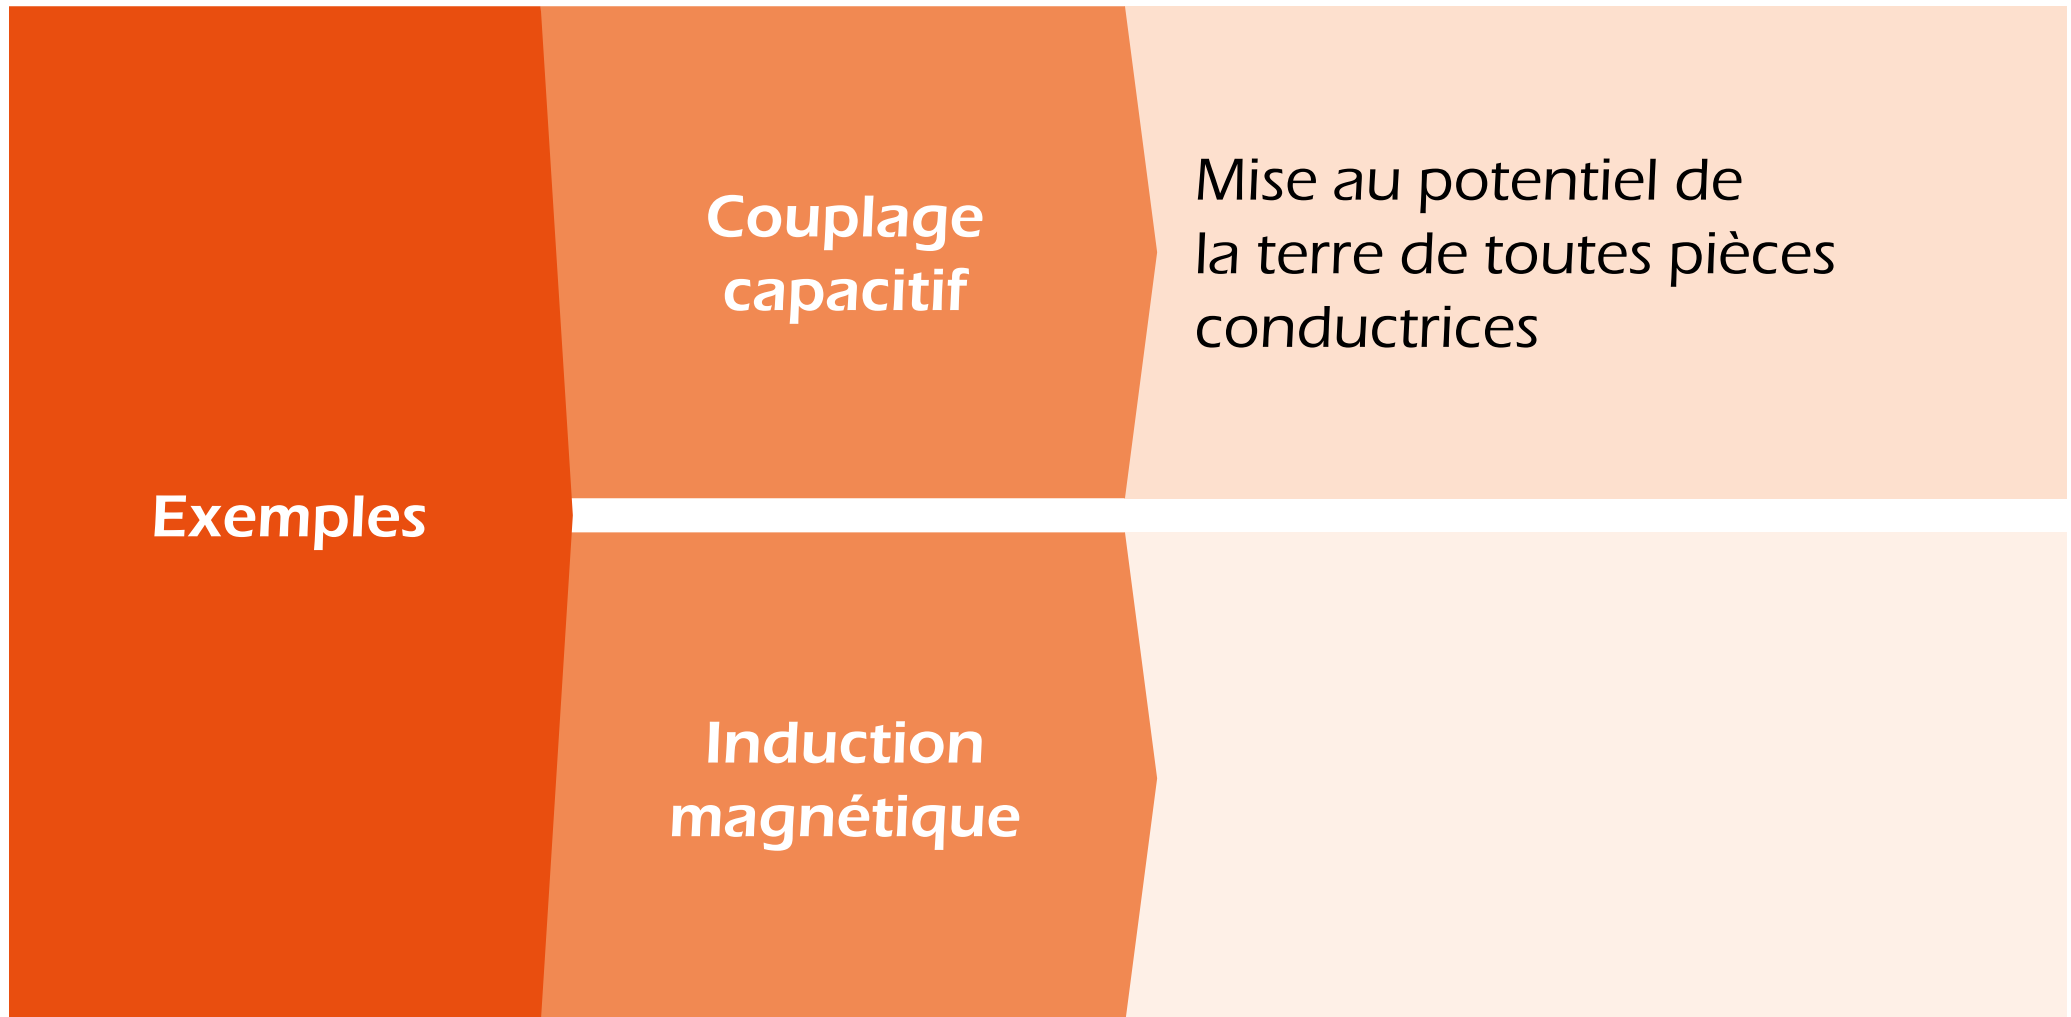 Exemples
Couplage
capacitif
Mise au potentiel de
la terre de toutes pièces
conductrices
Induction
magnétique